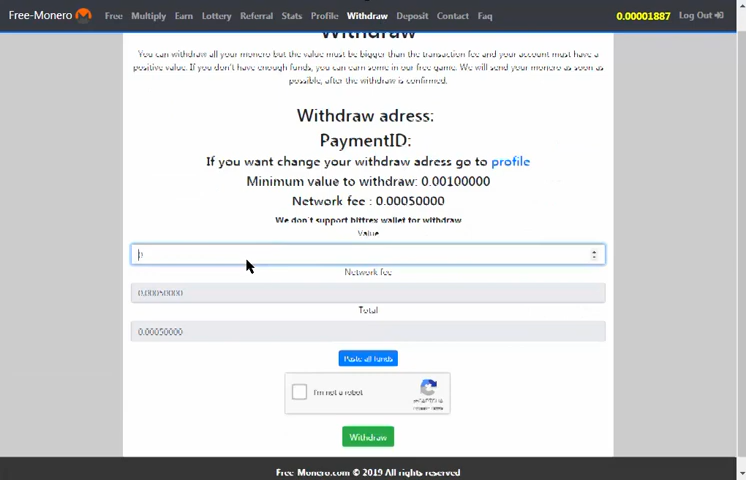 Free-Monero Free Multiply Earn Lottery Referral Stats Profile Withdraw Deposit Contact Faq 0.00001887 Log Out
Withdraw
You can withdraw all your monero but the value must be bigger than the transaction fee and your account must have a
positive value. If you don't have enough funds, you can earn some in our free game. We will send your monero as soon as
possible, after the withdraw is confirmed.
Withdraw adress:
PaymentID:
If you want change your withdraw adress go to profile
Minimum value to withdraw: 0.00100000
Network fee : 0.00050000
We don't support bittrex wallet for withdraw
Value
0
Network fee
0.00050000
Total
0.00050000
Paste all funds
I'm not a robot
reCAPTCHA
Withdraw
Free-Monero.com © 2019 All rights reserved